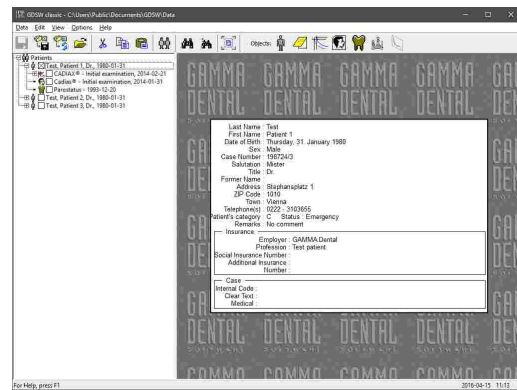 GDSW classic - C:\Users\Public\Documents\GDSW\Data
Data Edit View Options Help
Objects:
Patients
Test, Patient 1, Dr., 1980-01-31
CADIAX® - Initial examination, 2014-02-21
Cadias® - Initial examination, 2014-01-31
Parostatus - 1993-12-20
Test, Patient 2, Dr., 1980-01-31
Test, Patient 3, Dr., 1980-01-31
GAMMA GAMMA GAMMA GAMMA
DENTAL DENTAL DENTAL DENTAL
Last Name : Test
First Name : Patient 1
Date of Birth : Thursday, 31. January 1980
Sex : Male
Case Number : 198724/3
Salutation : Mister
Title : Dr.
Former Name :
Address : Stephansplatz 1
ZIP Code : 1010
Town : Vienna
Telephone(s) : 0222 - 3103655
Patient's category : C Status : Emergency
Remarks : No comment
Insurance
Employer : GAMMA Dental
Profession : Test patient
Social Insurance Number :
Additional Insurance :
Number :
Case
Internal Code :
Clear Text :
Medical :
DENTAL DENTAL DENTAL DENTAL
For Help, press F1
2016-04-15 11:13